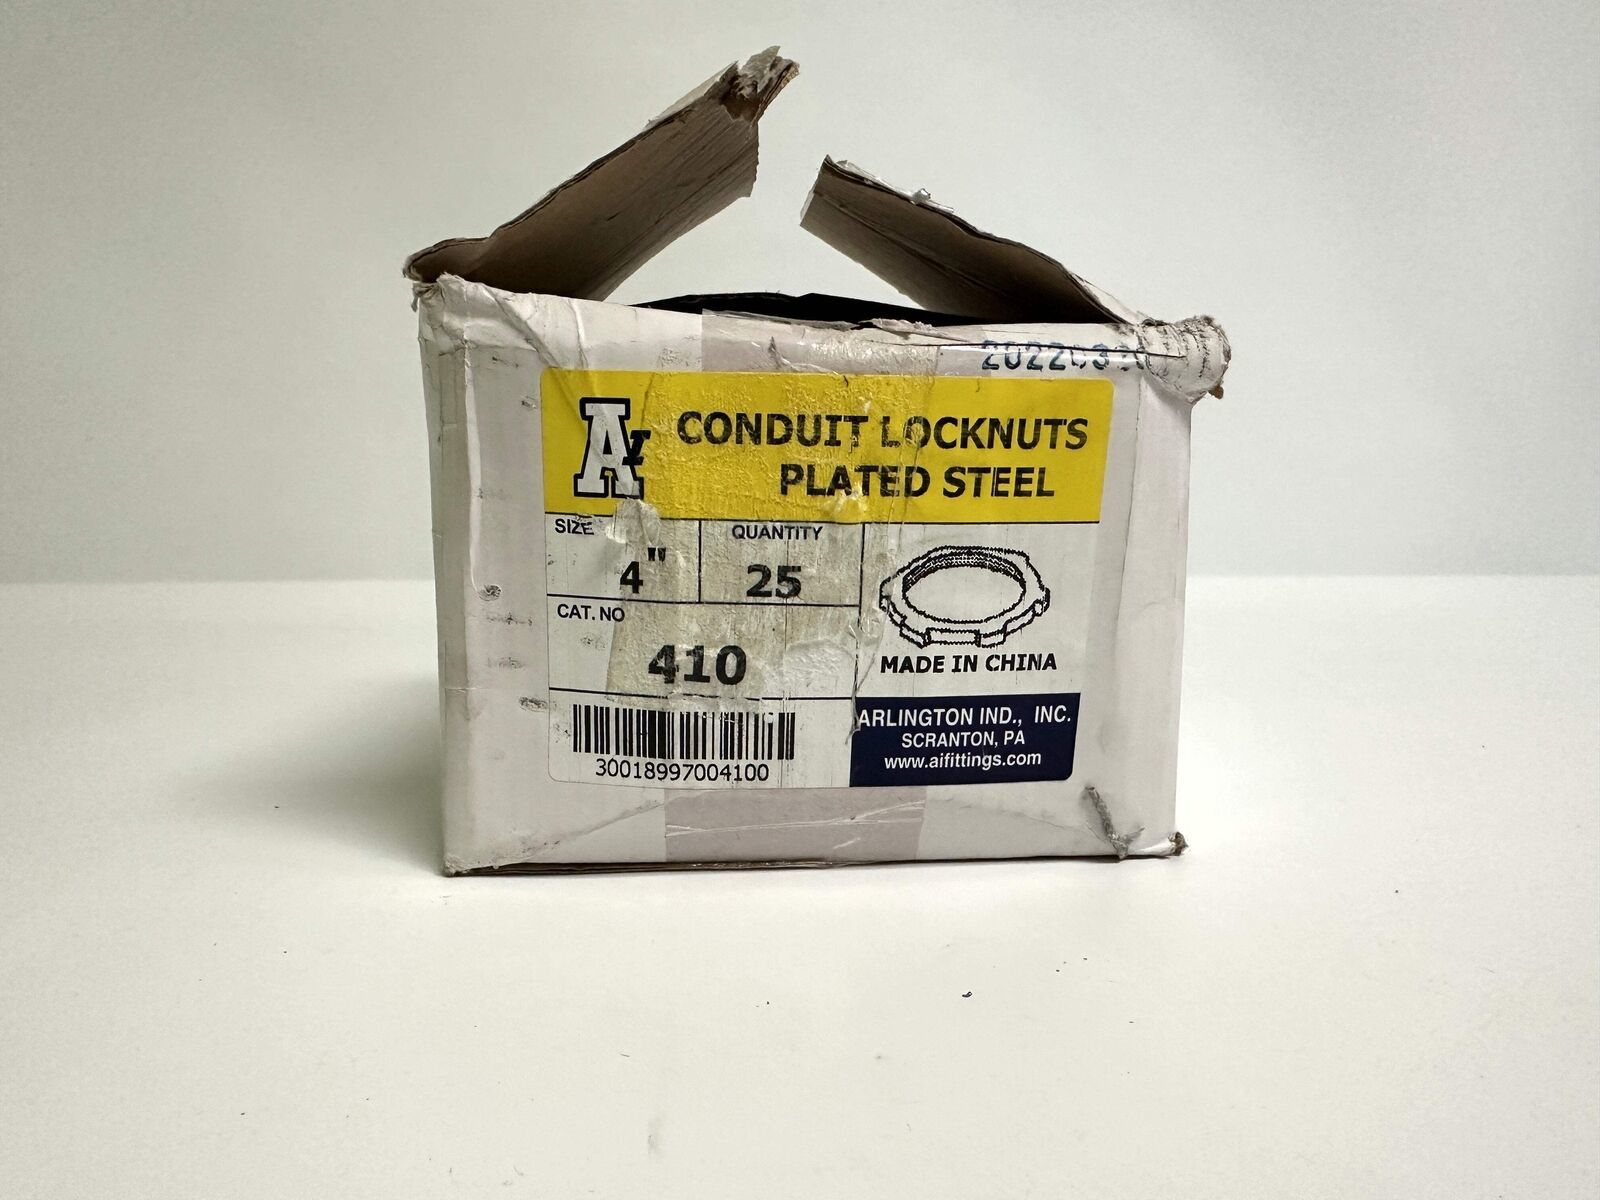 AI
CONDUIT LOCKNUTS
PLATED STEEL
SIZE
4"
QUANTITY
25
CAT. NO
410
MADE IN CHINA
30018997004100
ARLINGTON IND., INC.
SCRANTON, PA
www.aifittings.com